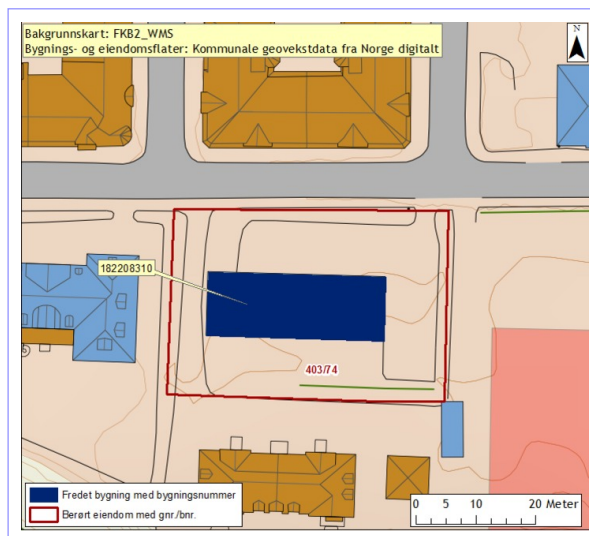 Bakgrunnskart: FKB2_WMS
Bygnings- og eiendomsflater: Kommunale geovekstdata fra Norge digitalt
N
182208310
403/74
Fredet bygning med bygningsnummer
Berørt eiendom med gnr./bnr.
0 5 10 20 Meter